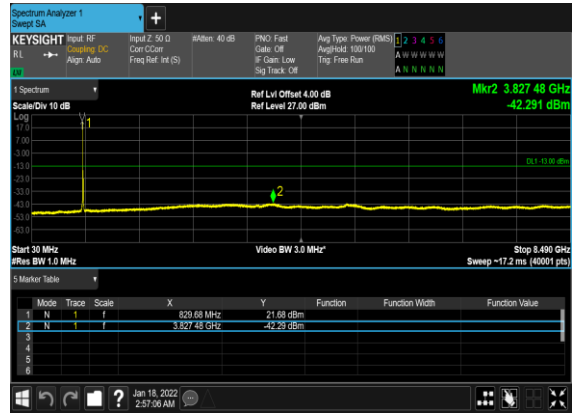 Spectrum Analyzer 1
Swept SA
+
KEYSIGHT Input: RF Input Z: 50 Ω #Atten: 40 dB PNO: Fast Avg Type: Power (RMS) 1 2 3 4 5 6
RL Coupling: DC Corr CCorr Gate: Off Avg|Hold: 100/100 A W W W W W
Align: Auto Freq Ref: Int (S) IF Gain: Low Trig: Free Run
LW Sig Track: Off A N N N N N
1 Spectrum Ref Lvl Offset 4.00 dB Mkr2 3.827 48 GHz
Scale/Div 10 dB Ref Level 27.00 dBm -42.291 dBm
Log
17.0 1
7.00
-3.00
-13.0 DL1 -13.00 dBm
-23.0
-33.0 2
-43.0
-53.0
-63.0
Start 30 MHz Video BW 3.0 MHz* Stop 8.490 GHz
#Res BW 1.0 MHz Sweep ~17.2 ms (40001 pts)
5 Marker Table
Mode Trace Scale X Y Function Function Width Function Value
1 N 1 f 829.68 MHz 21.68 dBm
2 N 1 f 3.827 48 GHz -42.29 dBm
3
4
5
6
? Jan 18, 2022
2:57:06 AM